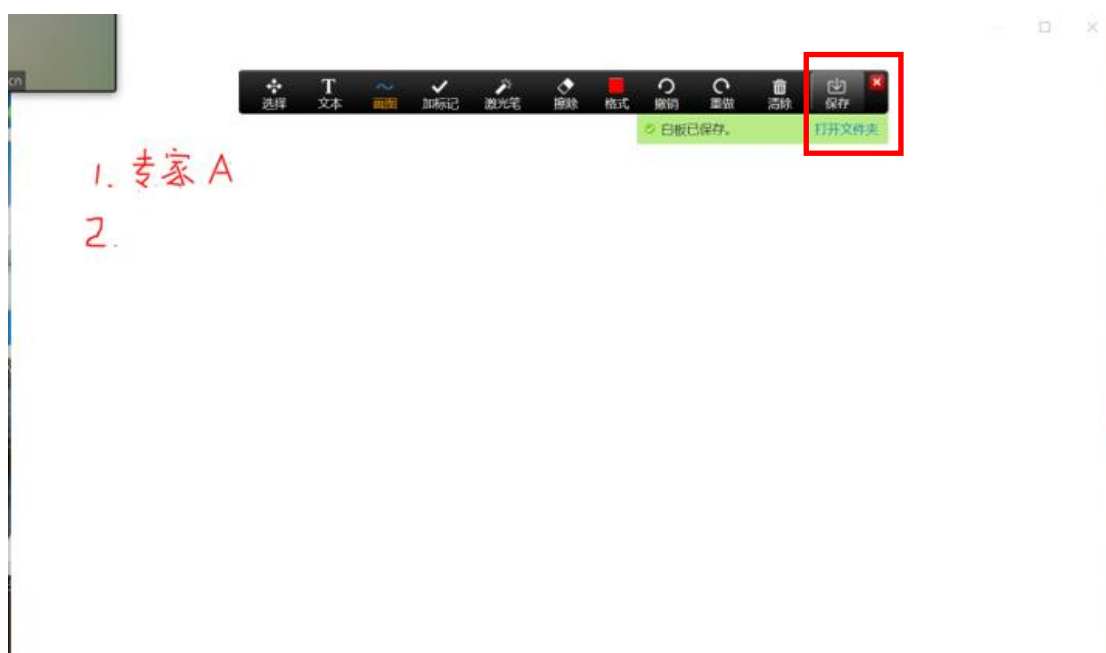 cn
选择 T 文本 画图 加标记 激光笔 擦除 格式 撤销 重做 清除 保存
白板已保存。 打开文件夹
1. 专家 A
2.